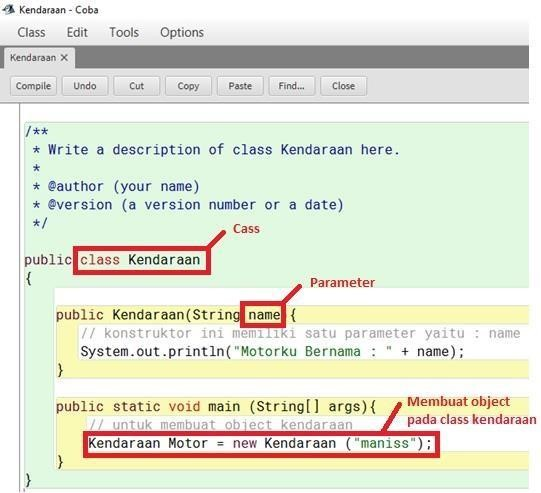 Kendaraan - Coba
Class Edit Tools Options
Kendaraan X
Compile Undo Cut Copy Paste Find... Close
/**
* Write a description of class Kendaraan here.
*
* @author (your name)
* @version (a version number or a date)
*/
Cass
public class Kendaraan
{
Parameter
public Kendaraan(String name){
// konstruktor ini memiliki satu parameter yaitu : name
System.out.println("Motorku Bernama : " + name);
}
Membuat object
pada class kendaraan
public static void main (String[] args){
// untuk membuat object kendaraan
Kendaraan Motor = new Kendaraan ("maniss");
}
}